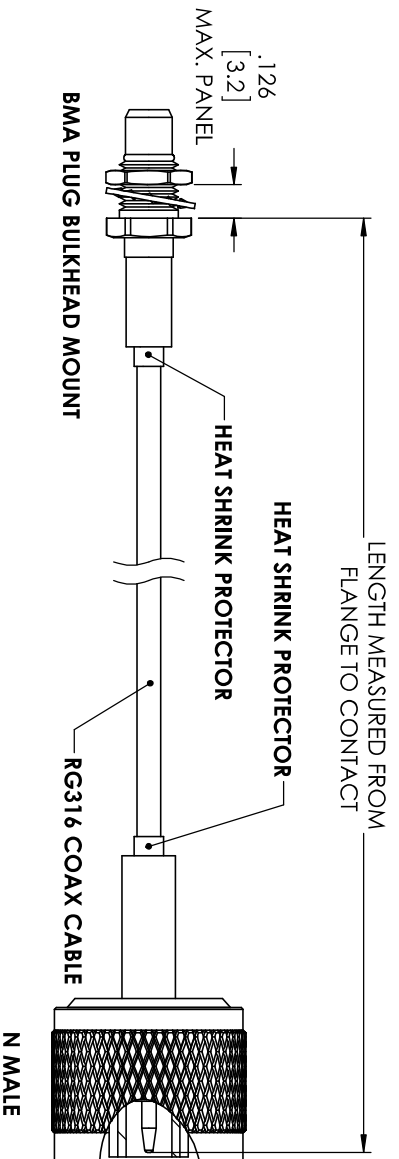 .126
[3.2]
MAX. PANEL
BMA PLUG BULKHEAD MOUNT
HEAT SHRINK PROTECTOR
HEAT SHRINK PROTECTOR
LENGTH MEASURED FROM
FLANGE TO CONTACT
RG316 COAX CABLE
N MALE